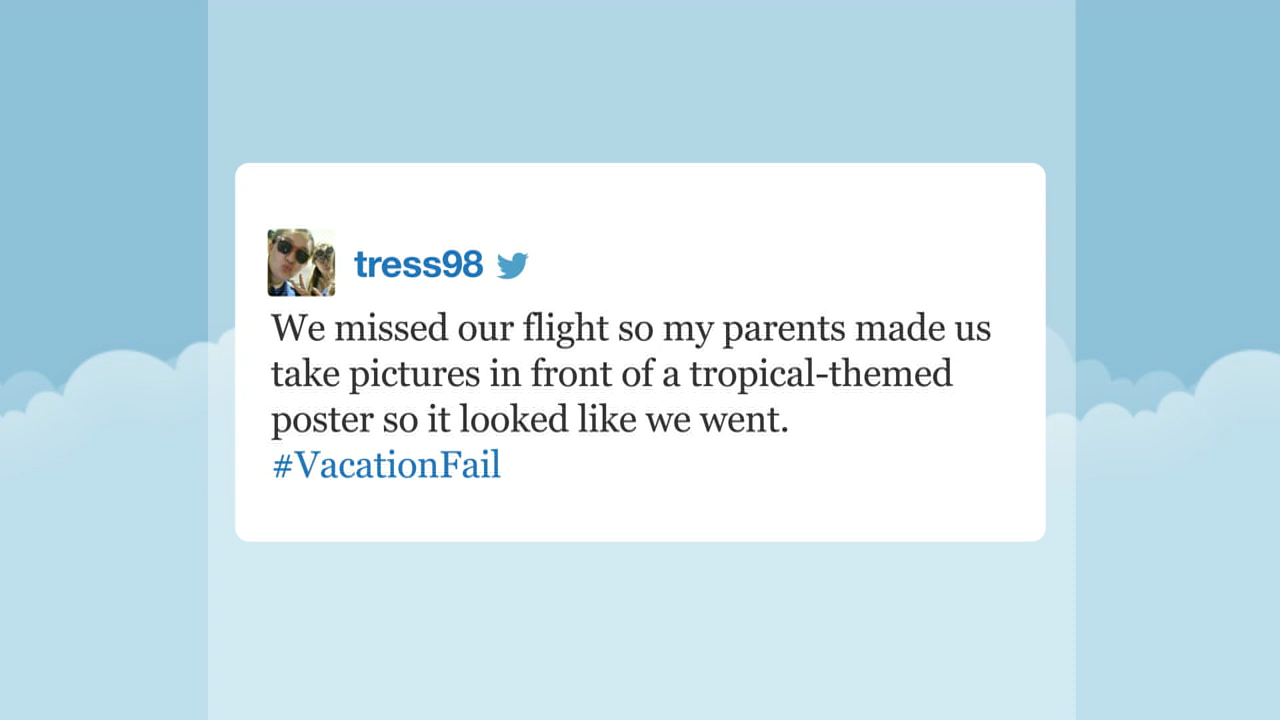 tress98
We missed our flight so my parents made us
take pictures in front of a tropical-themed
poster so it looked like we went.
#VacationFail